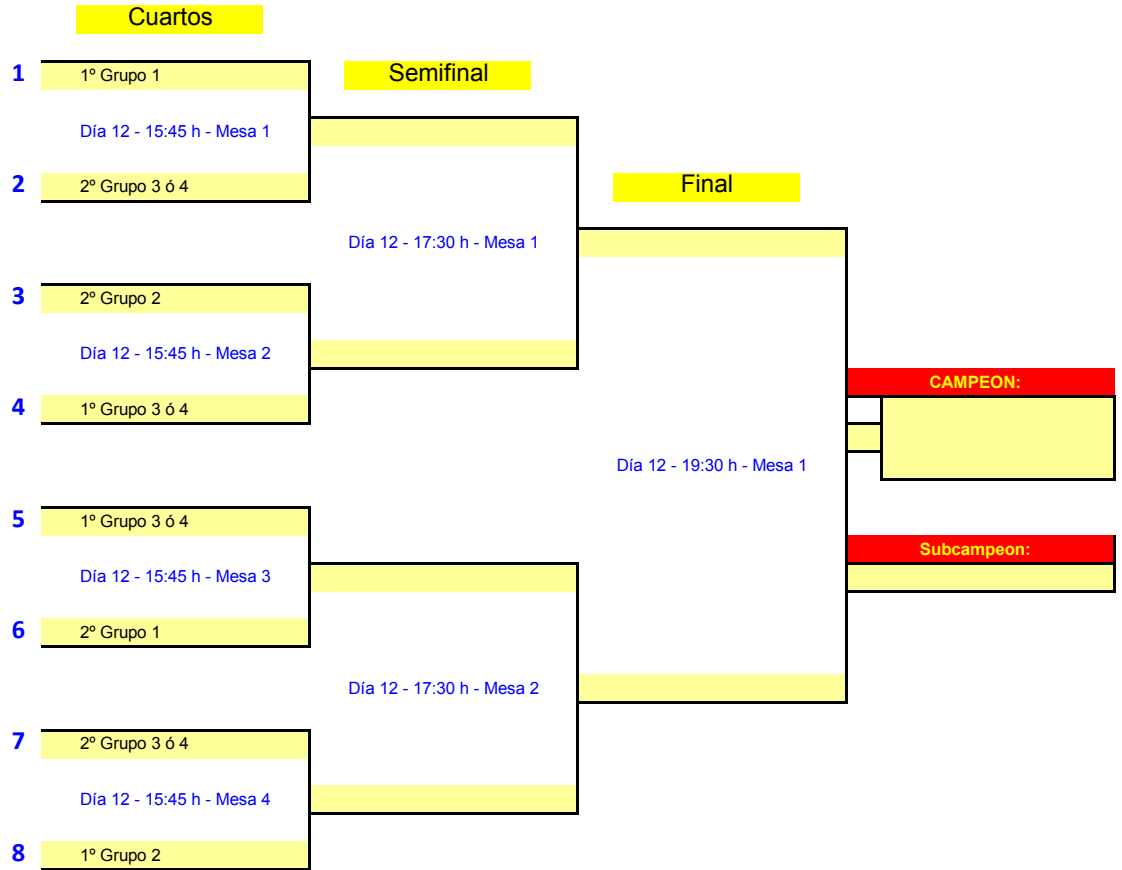 Cuartos
1 1º Grupo 1
Semifinal
Día 12 - 15:45 h - Mesa 1
2 2º Grupo 3 ó 4
Final
Día 12 - 17:30 h - Mesa 1
3 2º Grupo 2
Día 12 - 15:45 h - Mesa 2
CAMPEON:
4 1º Grupo 3 ó 4
Día 12 - 19:30 h - Mesa 1
5 1º Grupo 3 ó 4
Subcampeon:
Día 12 - 15:45 h - Mesa 3
6 2º Grupo 1
Día 12 - 17:30 h - Mesa 2
7 2º Grupo 3 ó 4
Día 12 - 15:45 h - Mesa 4
8 1º Grupo 2